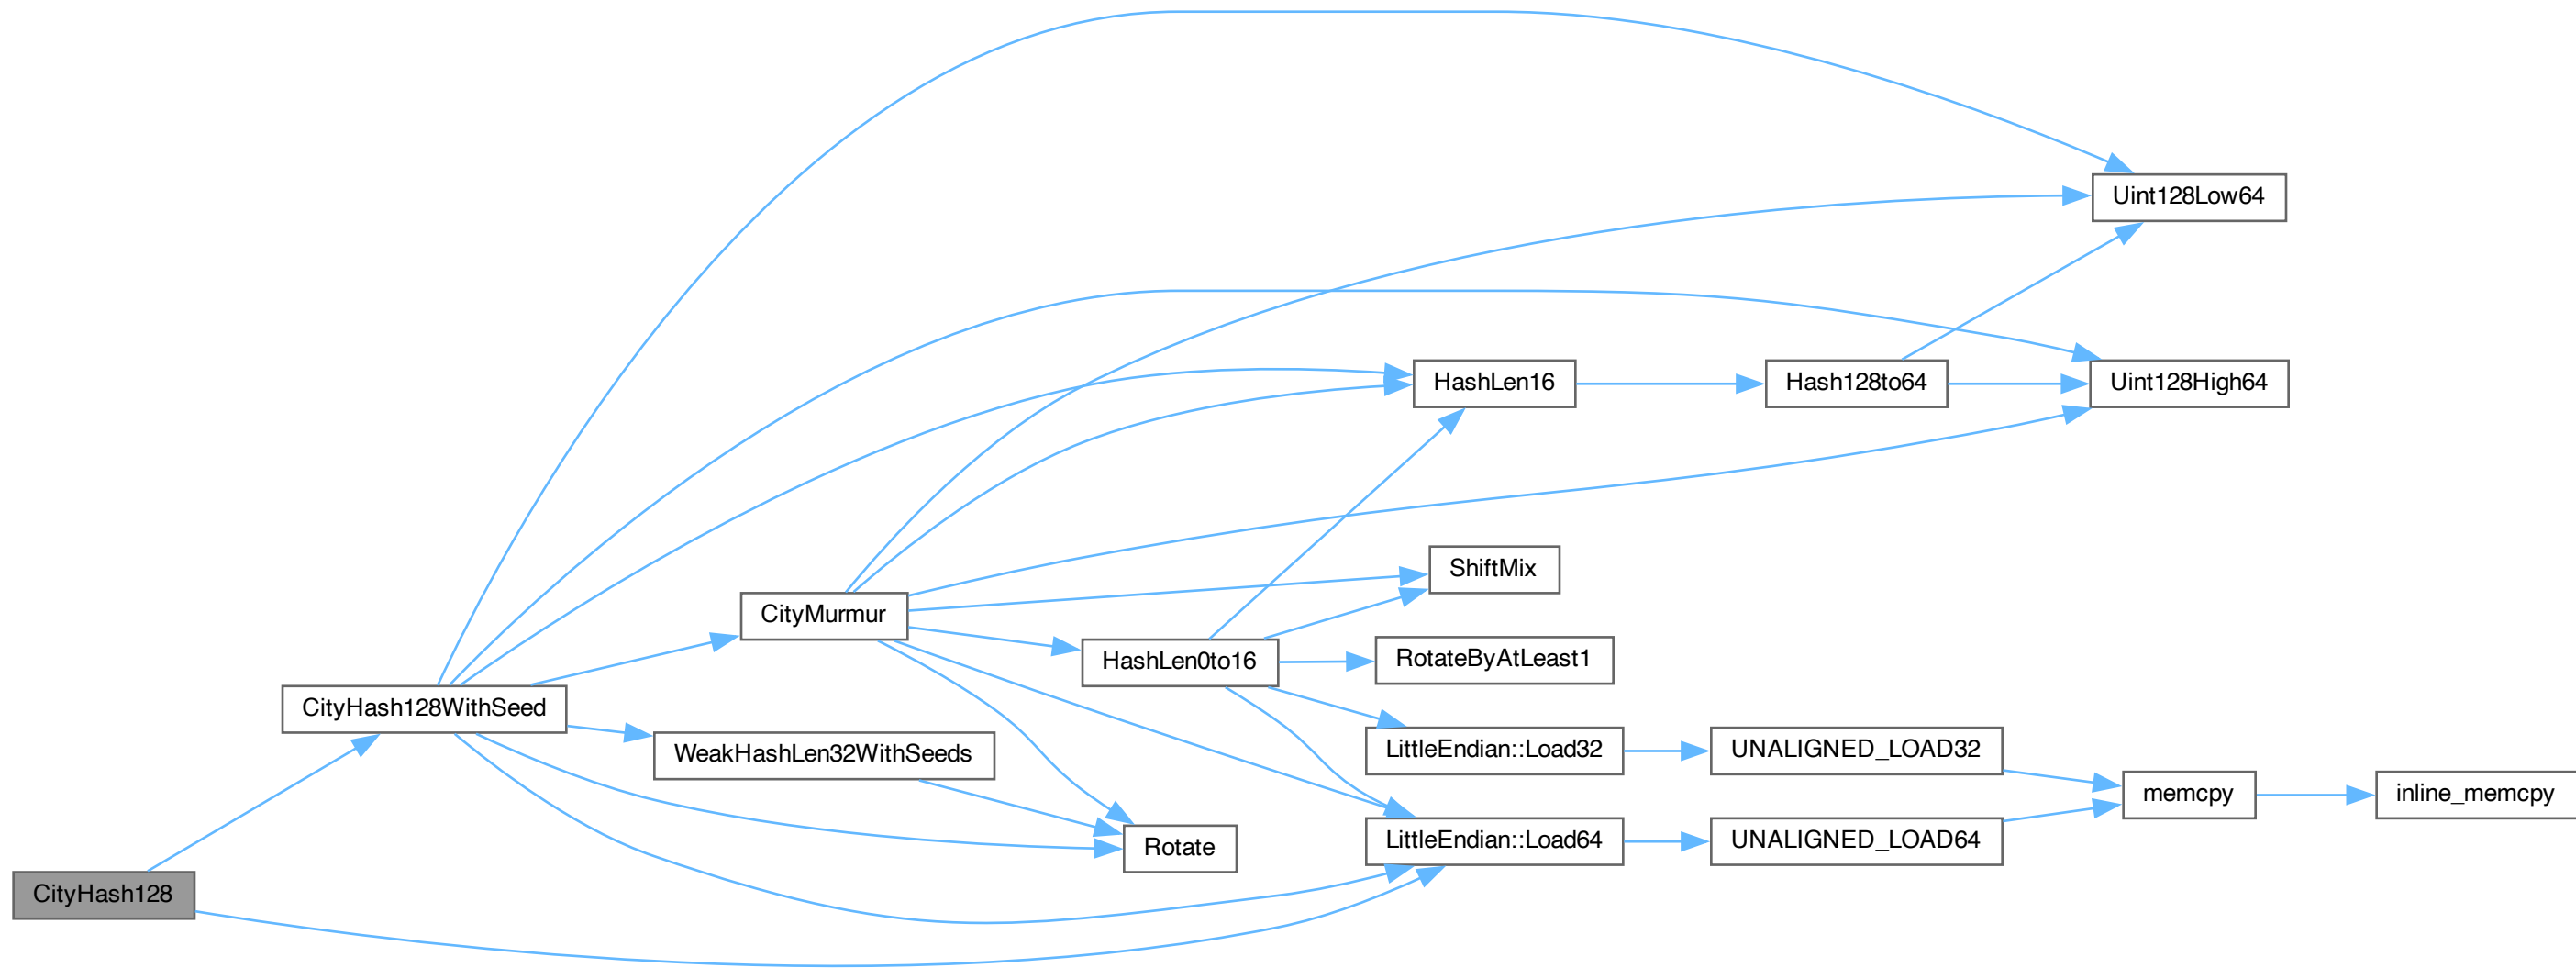 Uint128Low64
HashLen16
Hash128to64
Uint128High64
ShiftMix
CityMurmur
HashLen0to16
RotateByAtLeast1
CityHash128WithSeed
WeakHashLen32WithSeeds
LittleEndian::Load32
UNALIGNED_LOAD32
memcpy
inline_memcpy
Rotate
LittleEndian::Load64
UNALIGNED_LOAD64
CityHash128